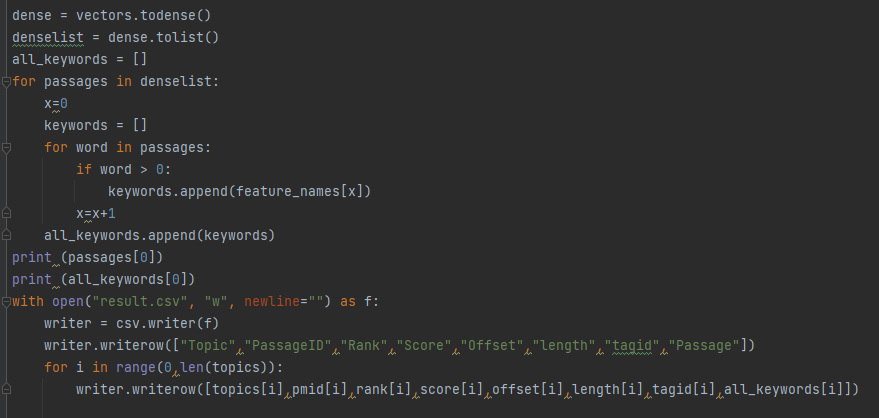 dense = vectors.todense()
denselist = dense.tolist()
all_keywords = []
for passages in denselist:
    x=0
    keywords = []
    for word in passages:
        if word > 0:
            keywords.append(feature_names[x])
        x=x+1
    all_keywords.append(keywords)
print (passages[0])
print (all_keywords[0])
with open("result.csv", "w", newline="") as f:
    writer = csv.writer(f)
    writer.writerow(["Topic","PassageID","Rank","Score","Offset","length","tagid","Passage"])
    for i in range(0,len(topics)):
        writer.writerow([topics[i],pmid[i],rank[i],score[i],offset[i],length[i],tagid[i],all_keywords[i]])